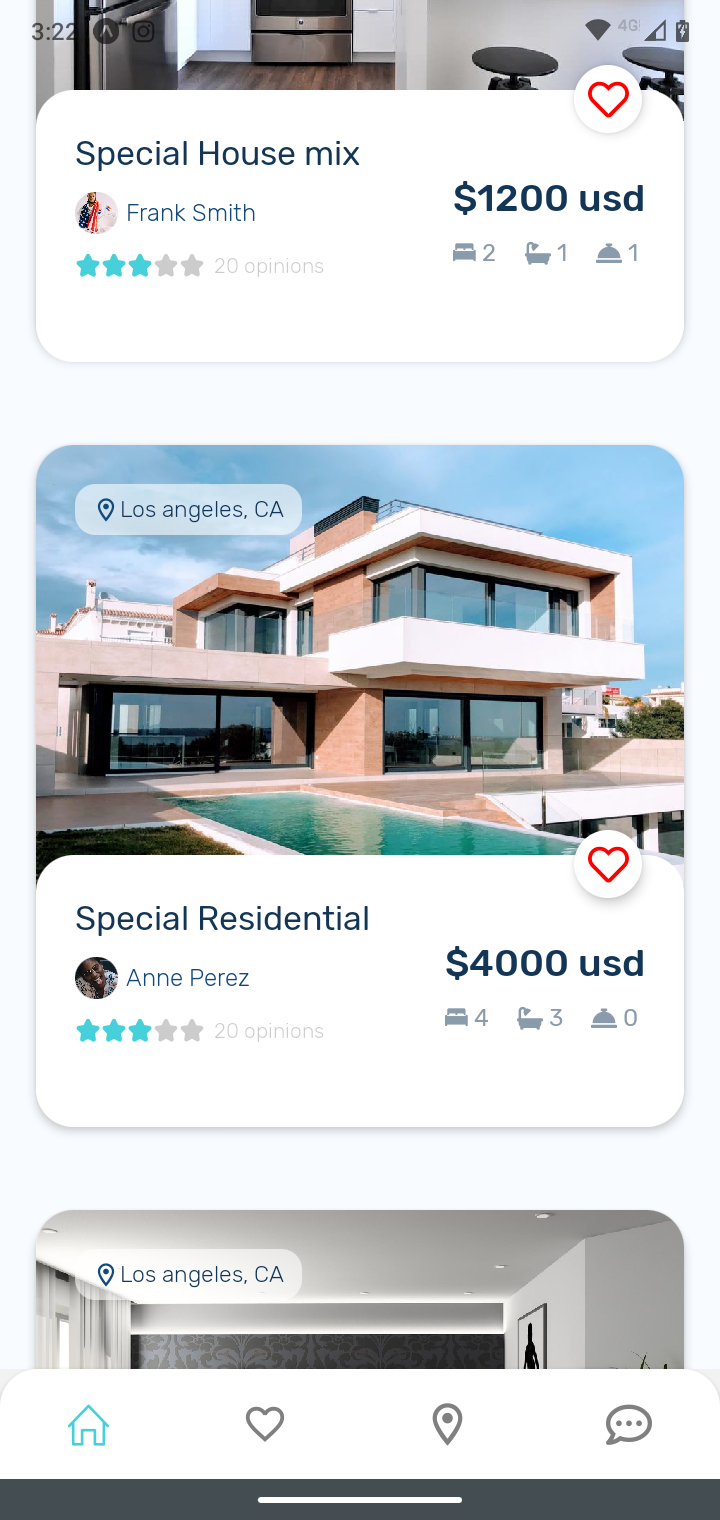 3:22
4G
Special House mix
Frank Smith
$1200 usd
20 opinions
2 1 1
Los angeles, CA
Special Residential
Anne Perez
$4000 usd
20 opinions
4 3 0
Los angeles, CA